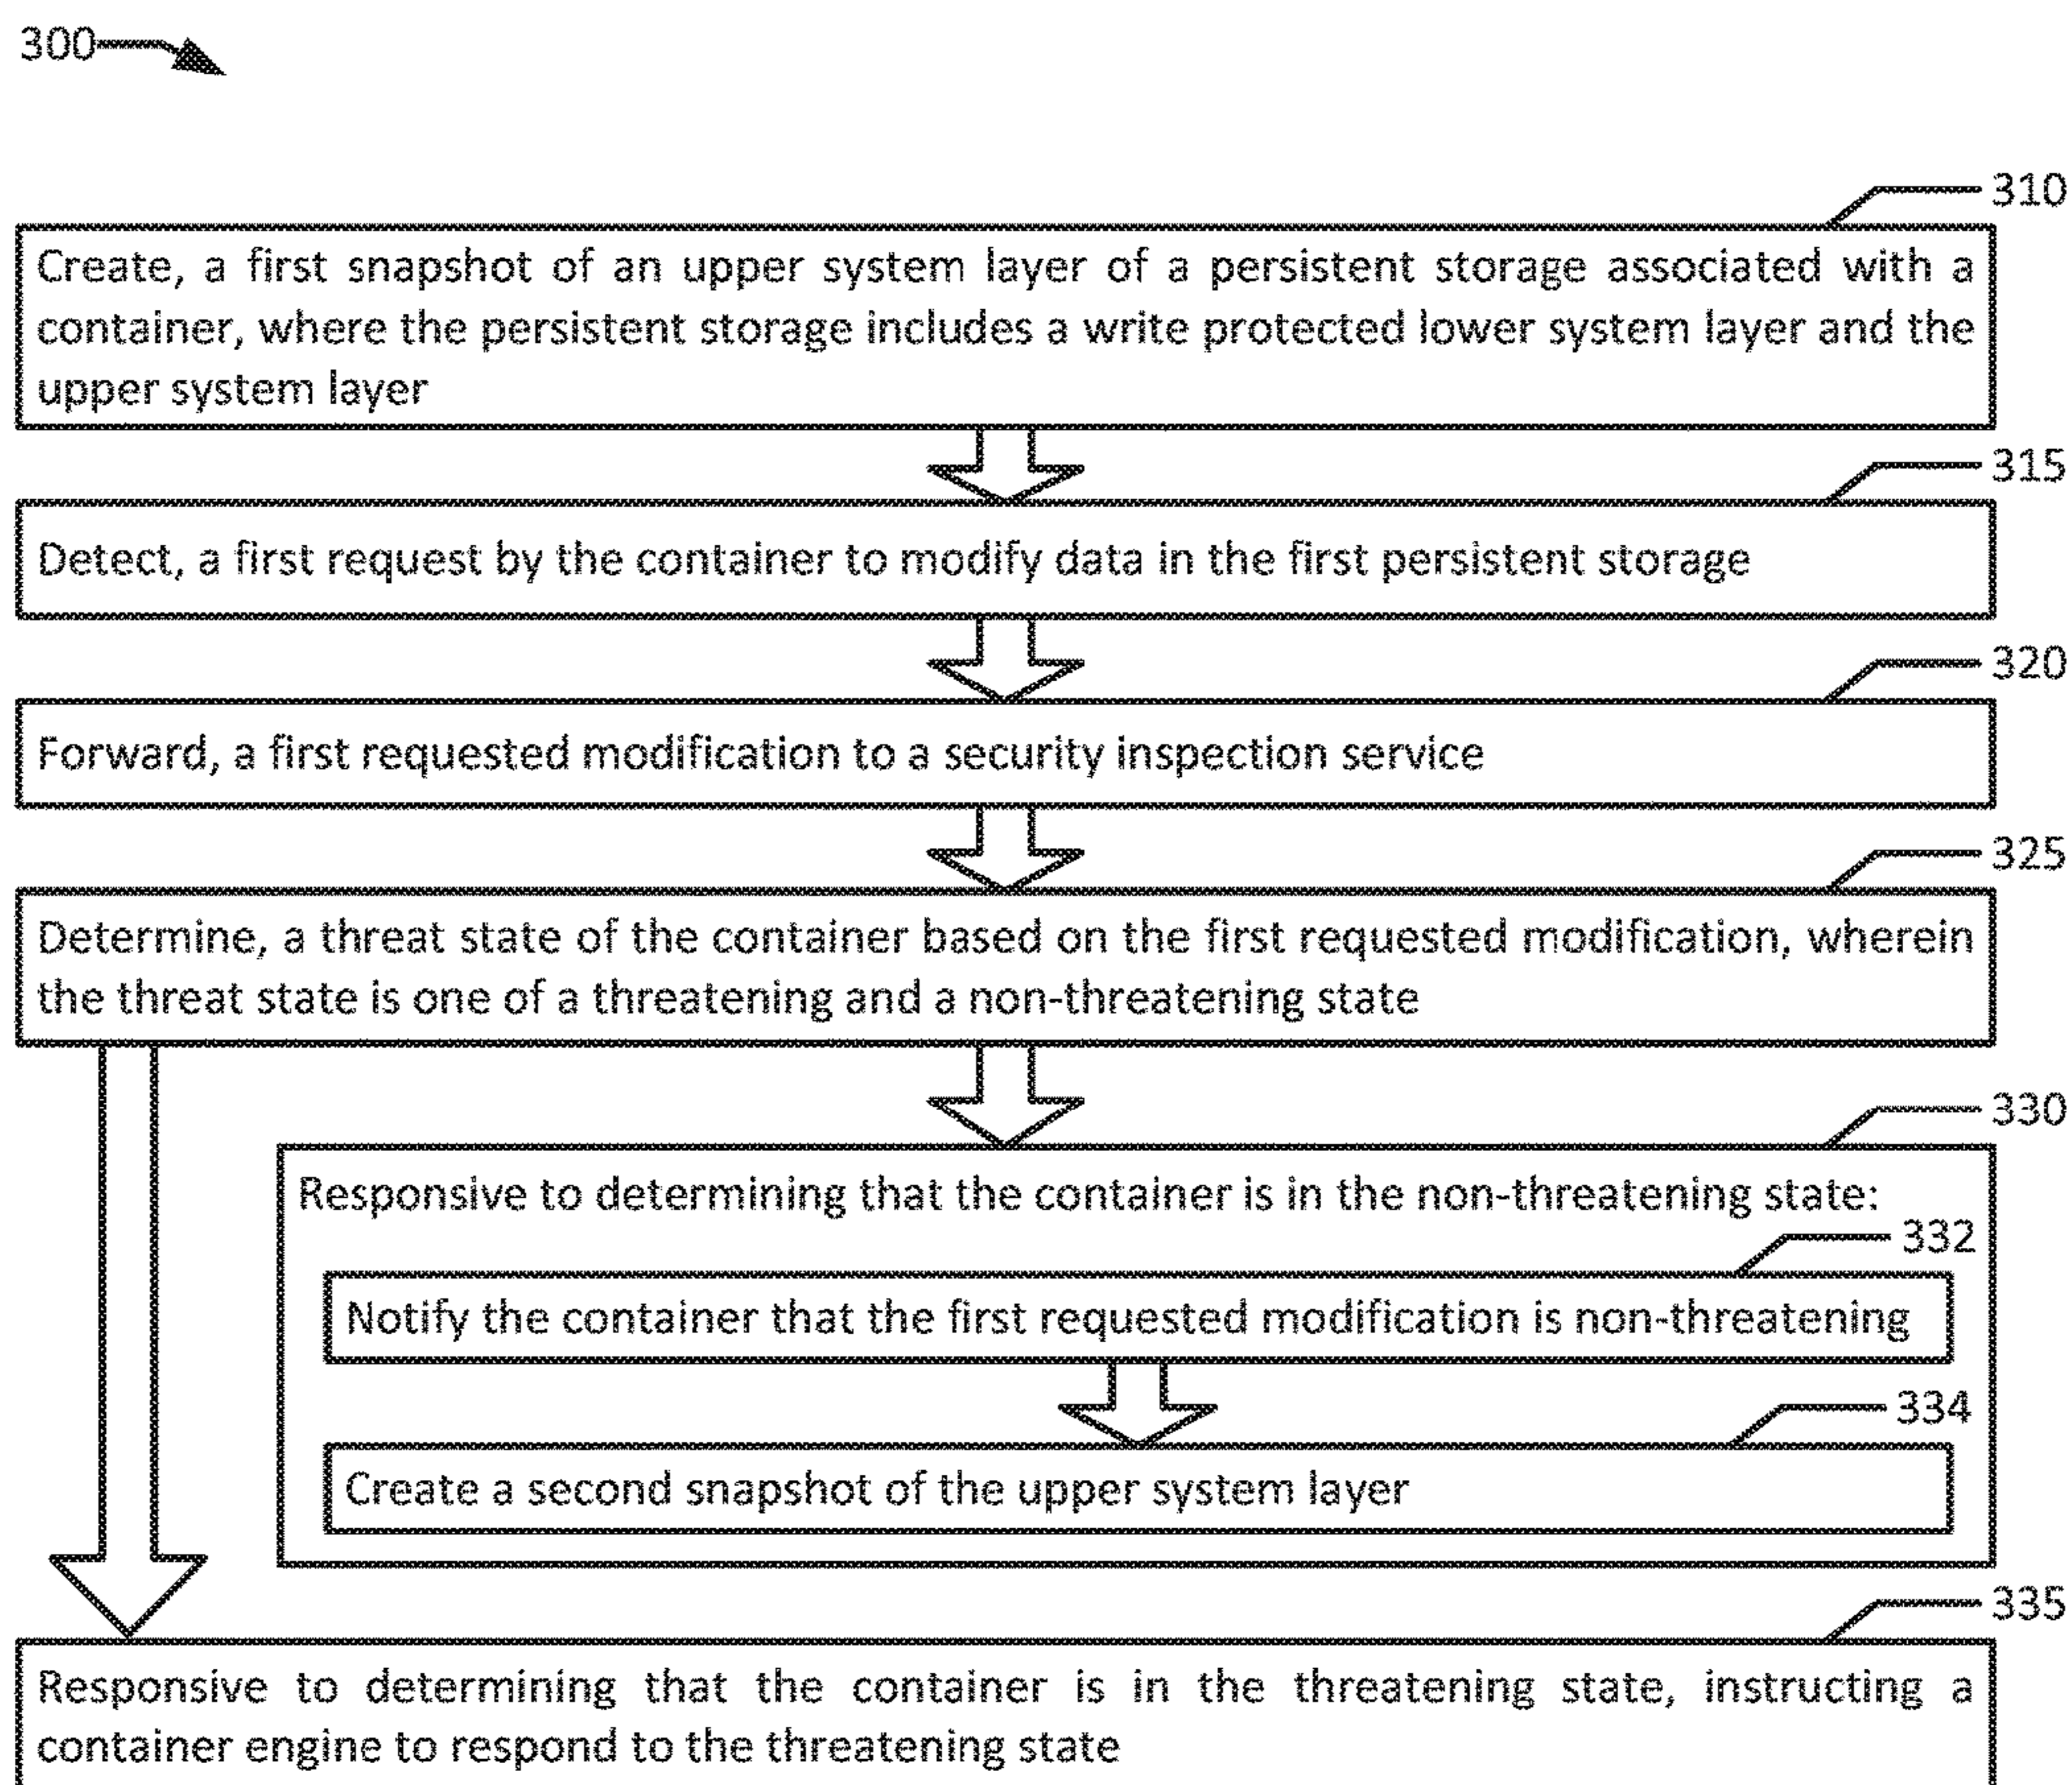 300
310
Create, a first snapshot of an upper system layer of a persistent storage associated with a
container, where the persistent storage includes a write protected lower system layer and the
upper system layer
315
Detect, a first request by the container to modify data in the first persistent storage
320
Forward, a first requested modification to a security inspection service
325
Determine, a threat state of the container based on the first requested modification, wherein
the threat state is one of a threatening and a non-threatening state
330
Responsive to determining that the container is in the non-threatening state:
332
Notify the container that the first requested modification is non-threatening
334
Create a second snapshot of the upper system layer
335
Responsive to determining that the container is in the threatening state, instructing a
container engine to respond to the threatening state